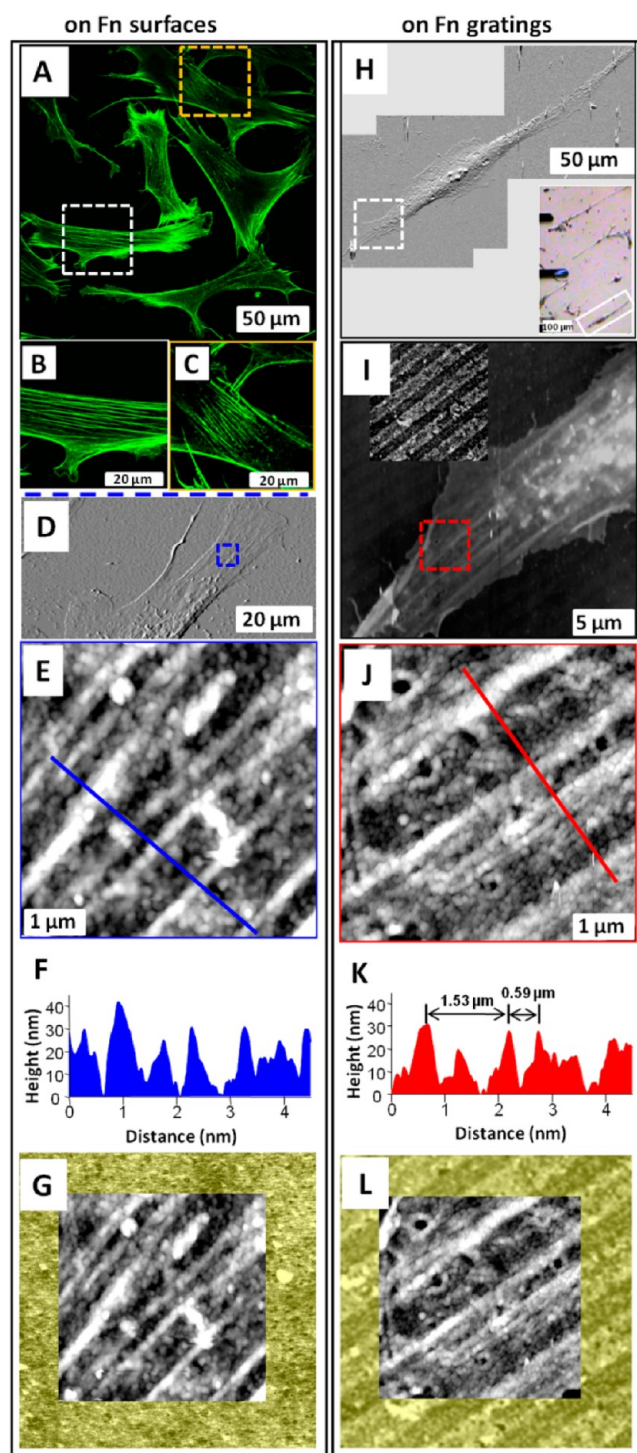 on Fn surfaces
A
50 µm
B
20 µm
C
20 µm
D
20 µm
E
1 µm
F
Height (nm)
40
30
20
10
0
0 1 2 3 4
Distance (nm)
G
on Fn gratings
H
50 µm
100 µm
I
5 µm
J
1 µm
K
1.53 µm
0.59 µm
Height (nm)
40
30
20
10
0
0 1 2 3 4
Distance (nm)
L